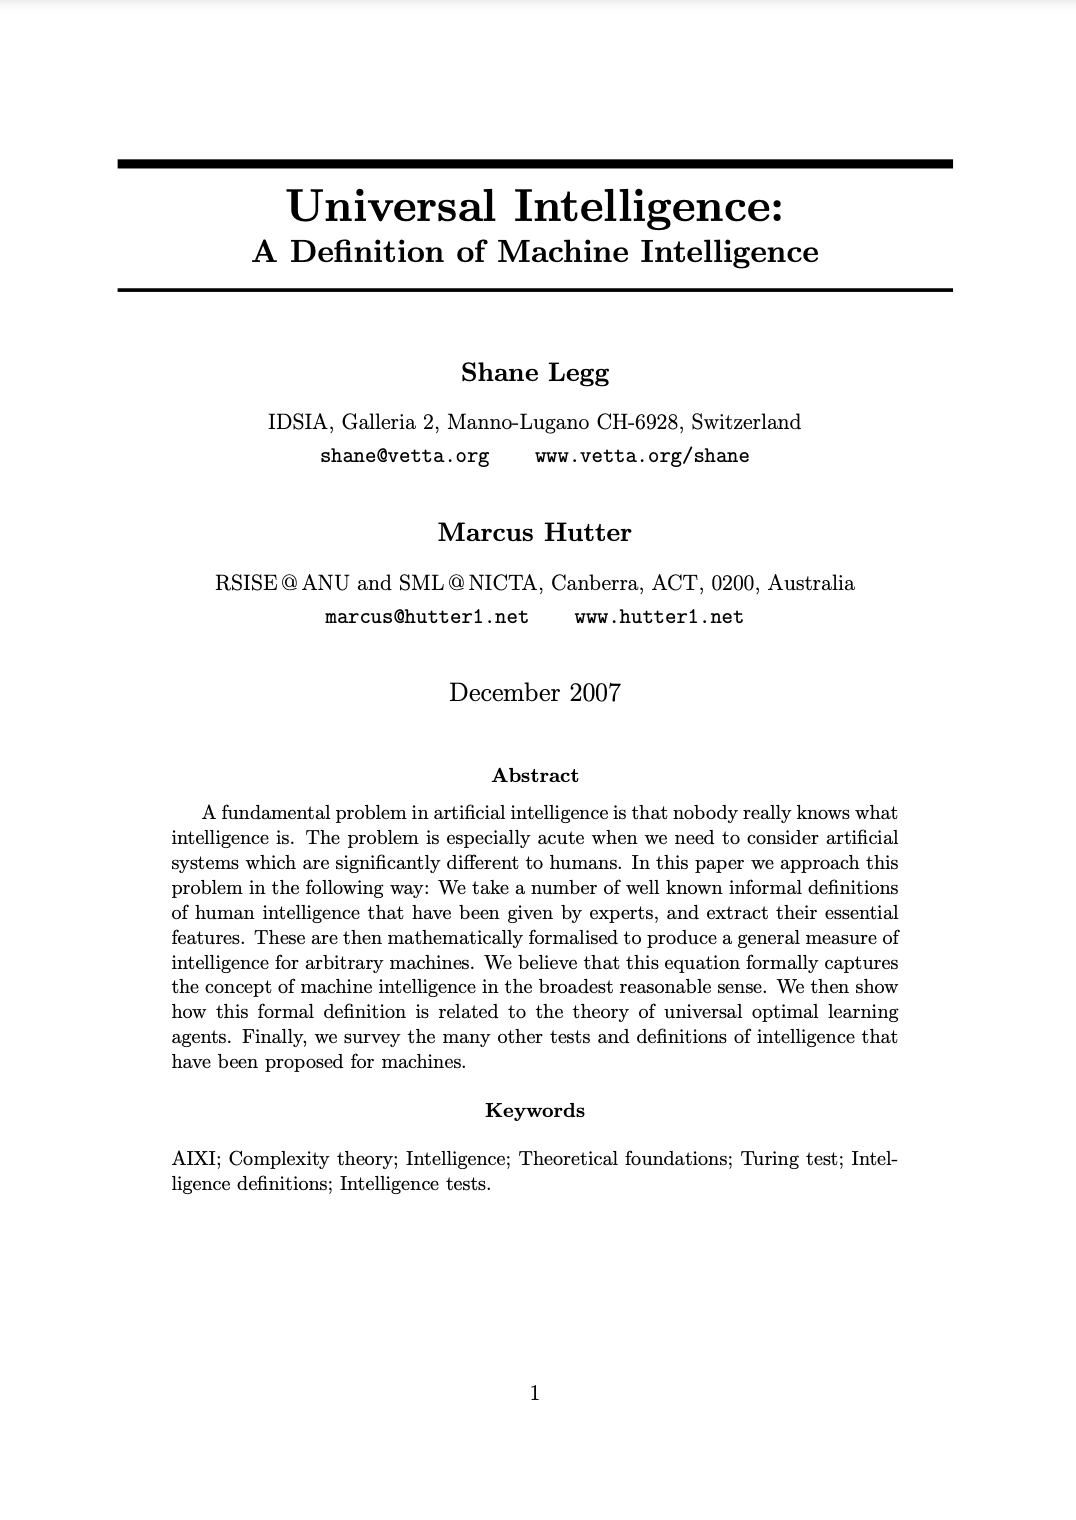 Universal Intelligence:
A Definition of Machine Intelligence
Shane Legg
IDSIA, Galleria 2, Manno-Lugano CH-6928, Switzerland
shane@vetta.org www.vetta.org/shane
Marcus Hutter
RSISE@ANU and SML@NICTA, Canberra, ACT, 0200, Australia
marcus@hutter1.net www.hutter1.net
December 2007
Abstract
A fundamental problem in artificial intelligence is that nobody really knows what
intelligence is. The problem is especially acute when we need to consider artificial
systems which are significantly different to humans. In this paper we approach this
problem in the following way: We take a number of well known informal definitions
of human intelligence that have been given by experts, and extract their essential
features. These are then mathematically formalised to produce a general measure of
intelligence for arbitrary machines. We believe that this equation formally captures
the concept of machine intelligence in the broadest reasonable sense. We then show
how this formal definition is related to the theory of universal optimal learning
agents. Finally, we survey the many other tests and definitions of intelligence that
have been proposed for machines.
Keywords
AIXI; Complexity theory; Intelligence; Theoretical foundations; Turing test; Intel-
ligence definitions; Intelligence tests.
1